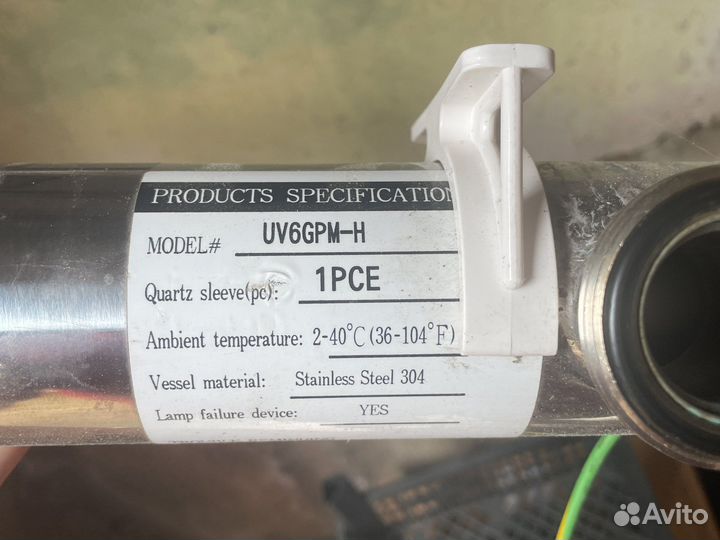 PRODUCTS SPECIFICATION
MODEL# UV6GPM-H
Quartz sleeve(pc): 1PCE
Ambient temperature: 2-40°C(36-104°F)
Vessel material: Stainless Steel 304
Lamp failure device: YES
Avito